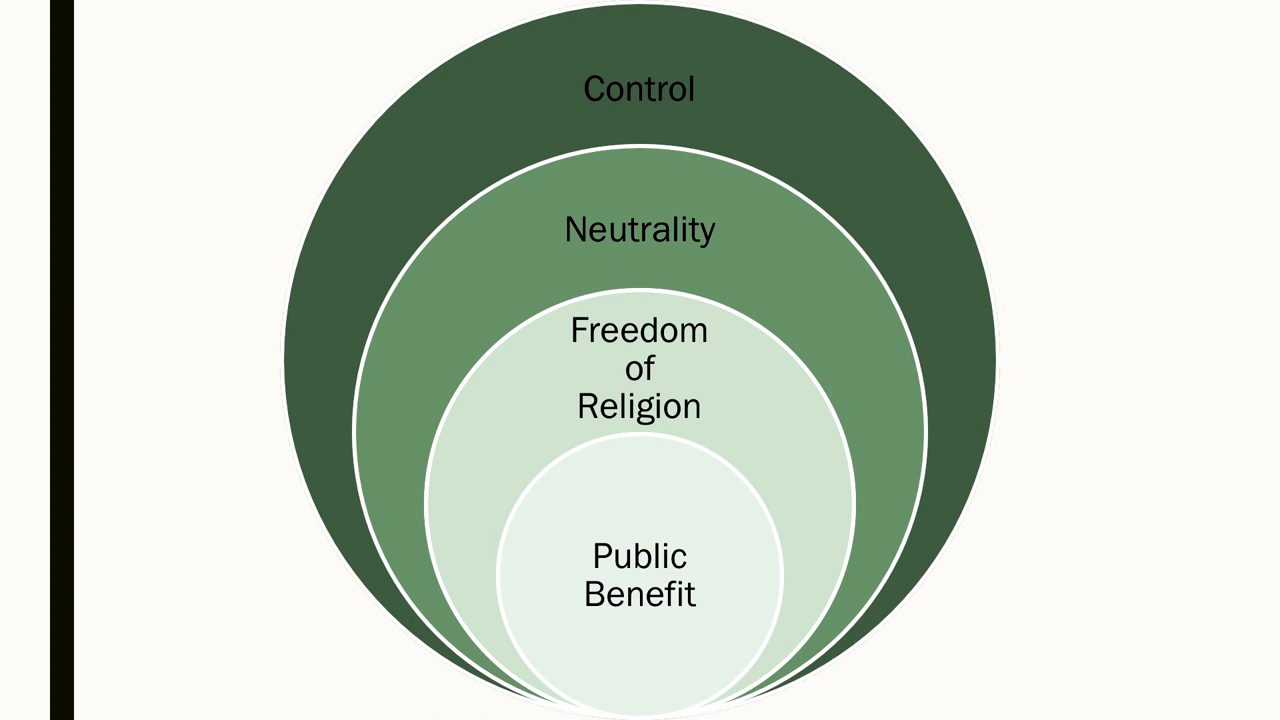 Control
Neutrality
Freedom
of
Religion
Public
Benefit